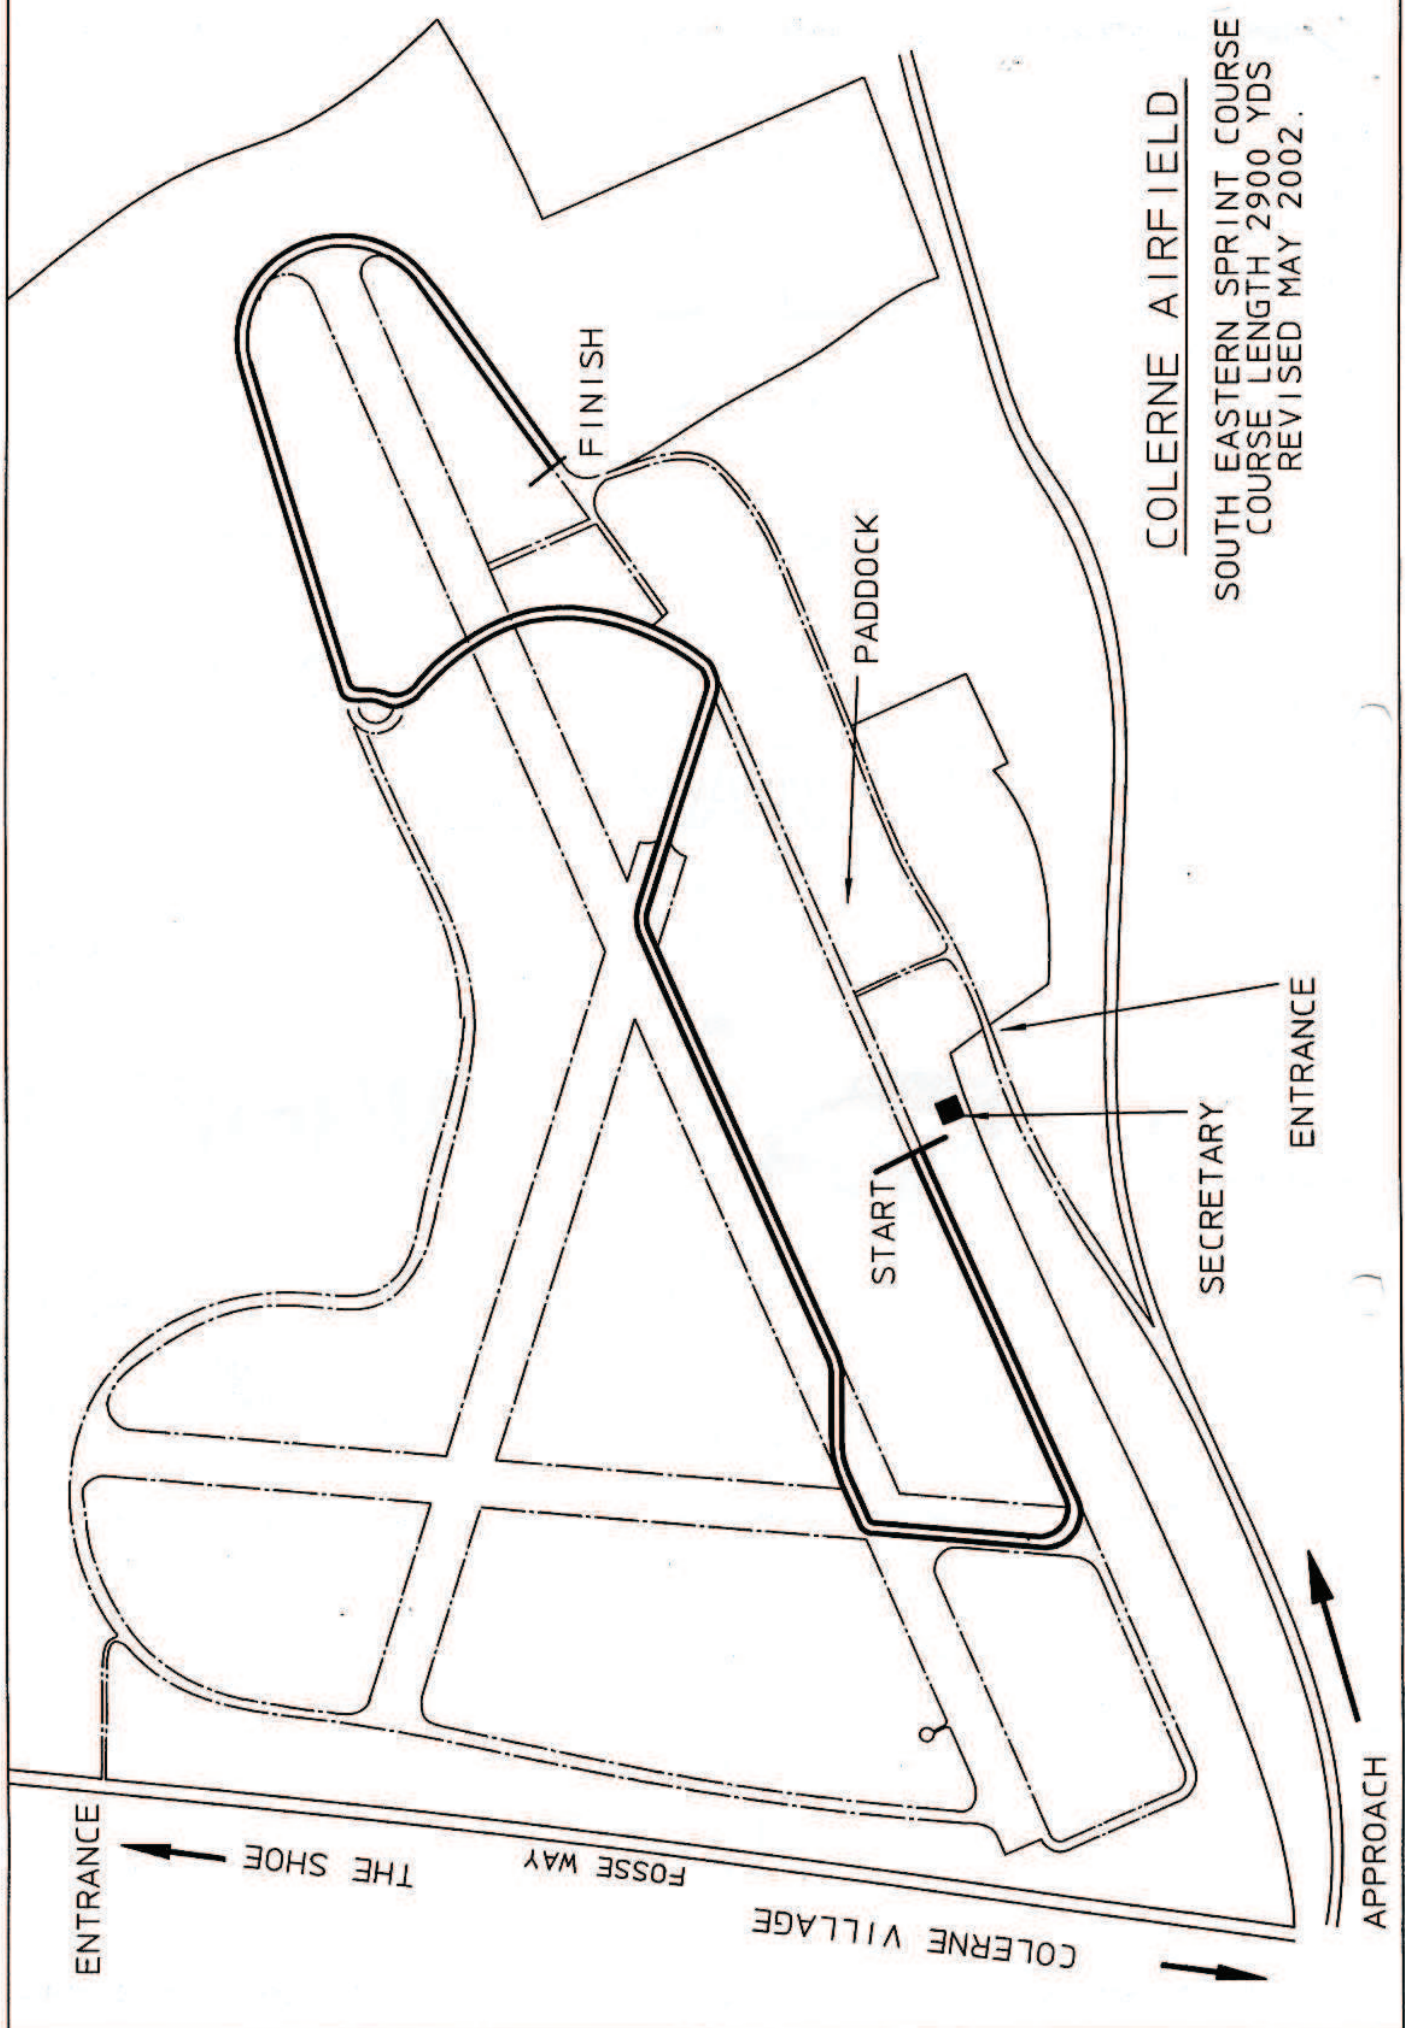 COLERNE AIRFIELD
SOUTH EASTERN SPRINT COURSE
COURSE LENGTH 2900 YDS
REVISED MAY 2002.
FINISH
PADDOCK
START
SECRETARY
ENTRANCE
APPROACH
ENTRANCE
THE SHOE
FOSSE WAY
COLERNE VILLAGE